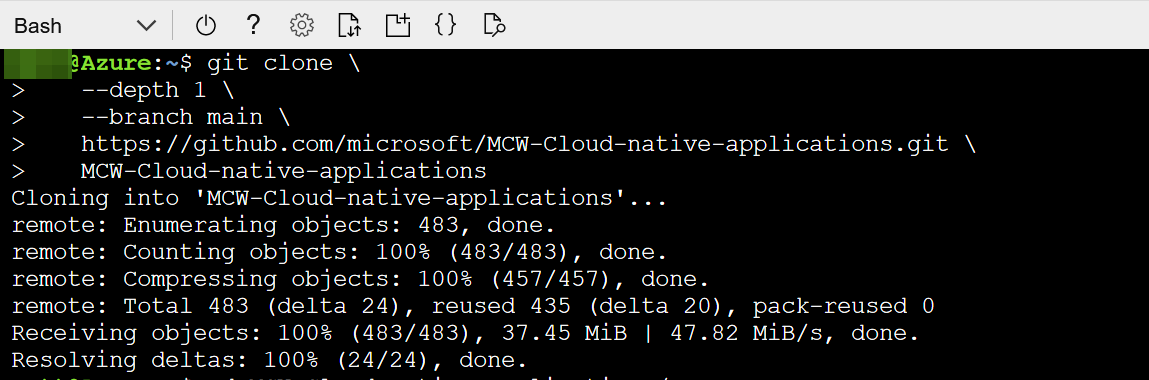 Bash
?
{}
@Azure:~$ git clone \
>    --depth 1 \
>    --branch main \
>    https://github.com/microsoft/MCW-Cloud-native-applications.git \
>    MCW-Cloud-native-applications
Cloning into 'MCW-Cloud-native-applications'...
remote: Enumerating objects: 483, done.
remote: Counting objects: 100% (483/483), done.
remote: Compressing objects: 100% (457/457), done.
remote: Total 483 (delta 24), reused 435 (delta 20), pack-reused 0
Receiving objects: 100% (483/483), 37.45 MiB | 47.82 MiB/s, done.
Resolving deltas: 100% (24/24), done.